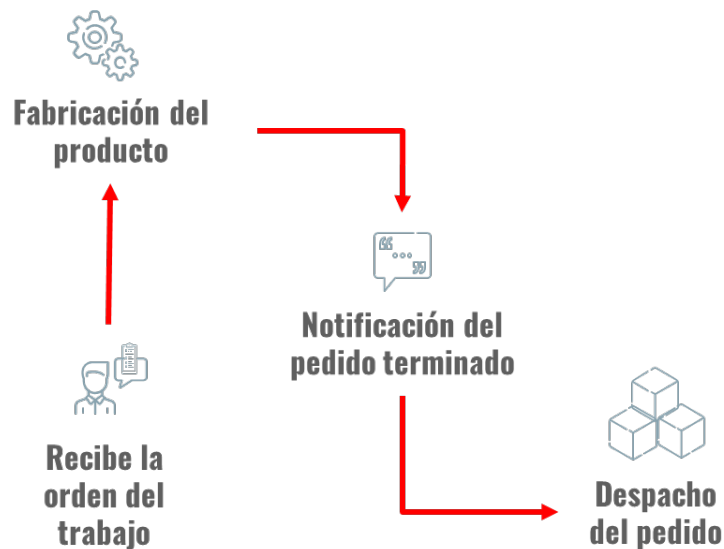 Fabricación del
producto
Notificación del
pedido terminado
Recibe la
orden del
trabajo
Despacho
del pedido